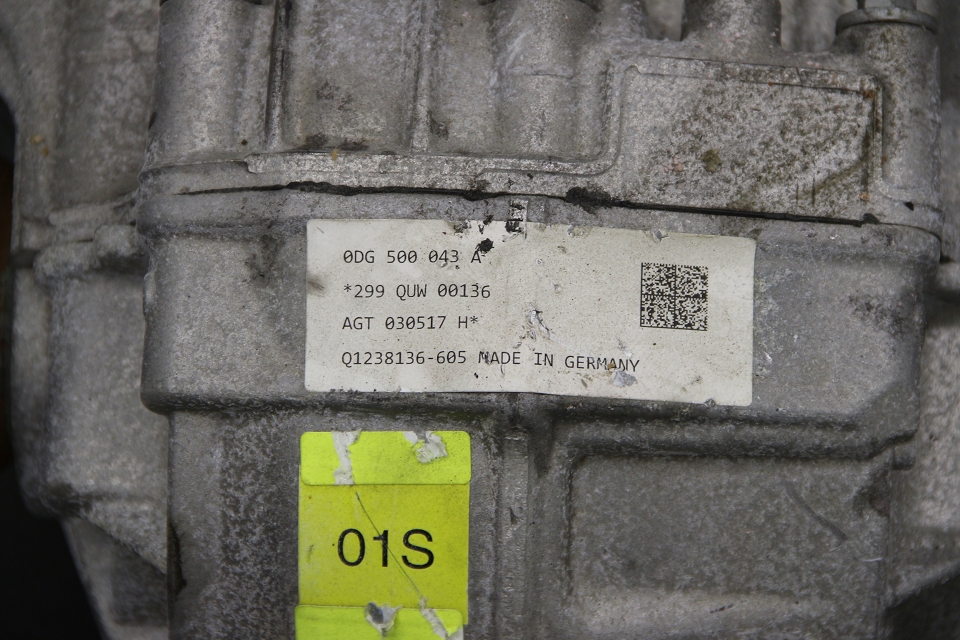 0DG 500 043 A
*299 QUW 00136
AGT 030517 H*
Q1238136-605 MADE IN GERMANY
01S